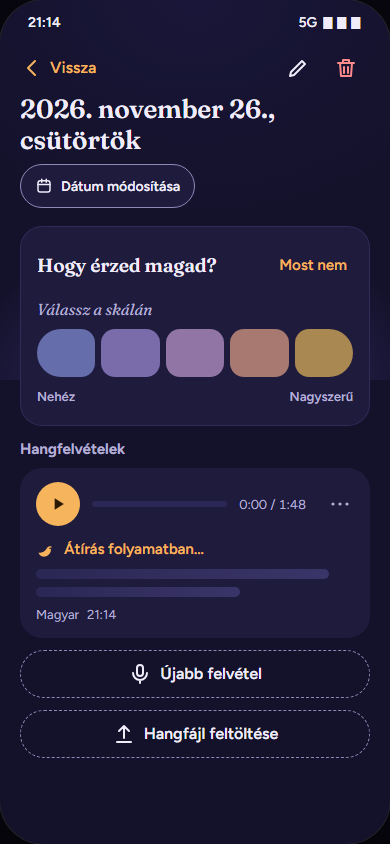 21:14
5G
Vissza
2026. november 26.,
csütörtök
Dátum módosítása
Hogy érzed magad?
Most nem
Válassz a skálán
Nehéz
Nagyszerű
Hangfelvételek
0:00 / 1:48
Átírás folyamatban...
Magyar 21:14
Újabb felvétel
Hangfájl feltöltése